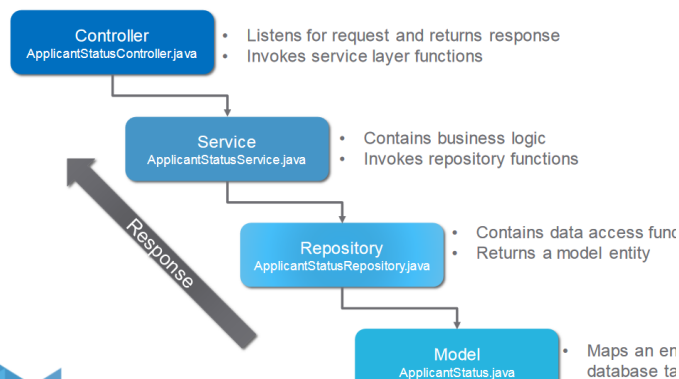 Controller
ApplicantStatusController.java
• Listens for request and returns response
• Invokes service layer functions
Service
ApplicantStatusService.java
• Contains business logic
• Invokes repository functions
Response
Repository
ApplicantStatusRepository.java
• Contains data access
• Returns a model entity
Model
ApplicantStatus.java
• Maps an
database